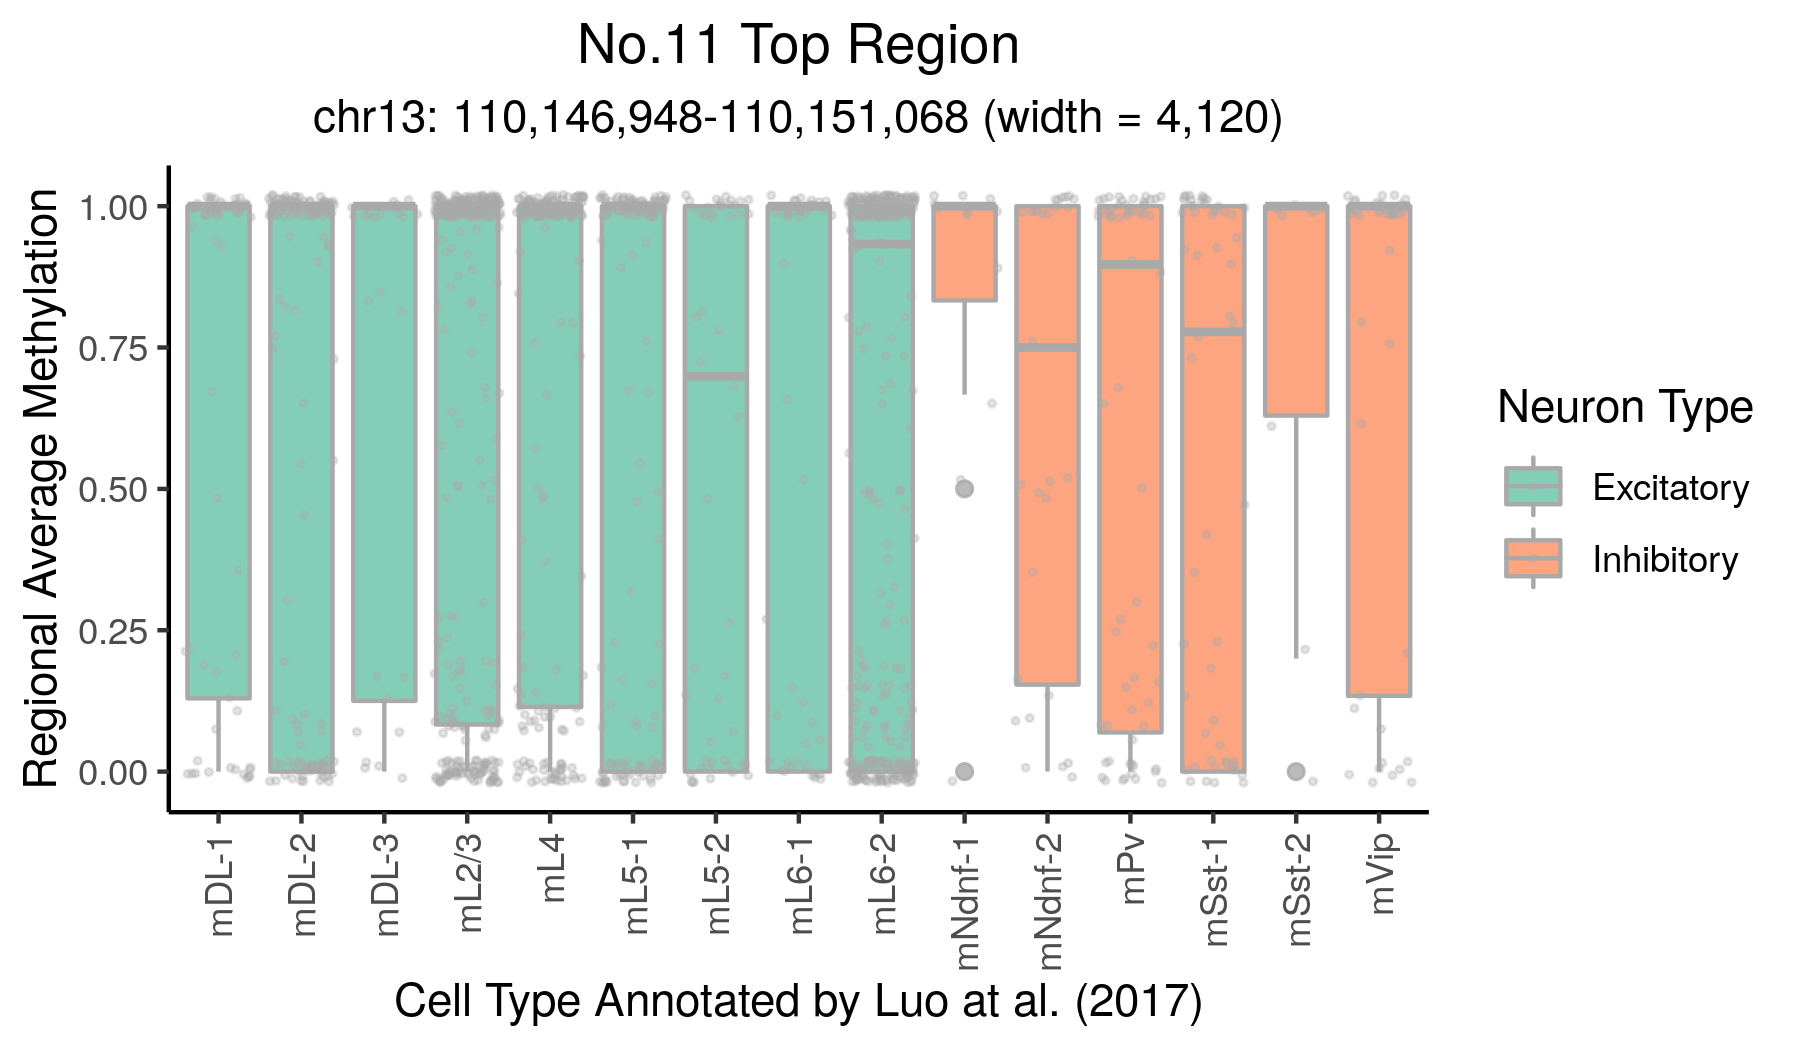 No.11 Top Region
chr13: 110,146,948-110,151,068 (width = 4,120)
Regional Average Methylation
1.00
0.75
0.50
0.25
0.00
mDL-1
mDL-2
mDL-3
mL2/3
mL4
mL5-1
mL5-2
mL6-1
mL6-2
mNdnf-1
mNdnf-2
mPv
mSst-1
mSst-2
mVip
Cell Type Annotated by Luo at al. (2017)
Neuron Type
Excitatory
Inhibitory